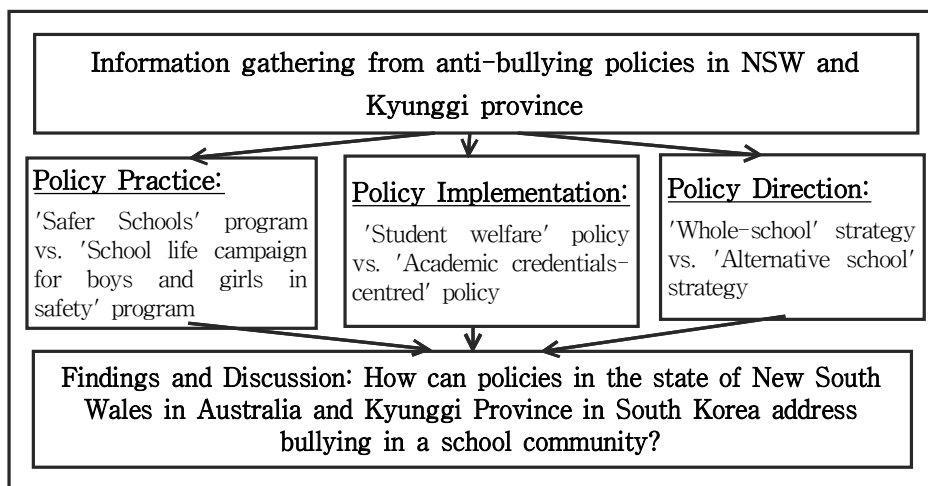 Information gathering from anti-bullying policies in NSW and
Kyunggi province
Policy Practice:
'Safer Schools' program
vs. 'School life campaign
for boys and girls in
safety' program
Policy Implementation:
'Student welfare' policy
vs. 'Academic credentials-
centred' policy
Policy Direction:
'Whole-school' strategy
vs. 'Alternative school'
strategy
Findings and Discussion: How can policies in the state of New South
Wales in Australia and Kyunggi Province in South Korea address
bullying in a school community?